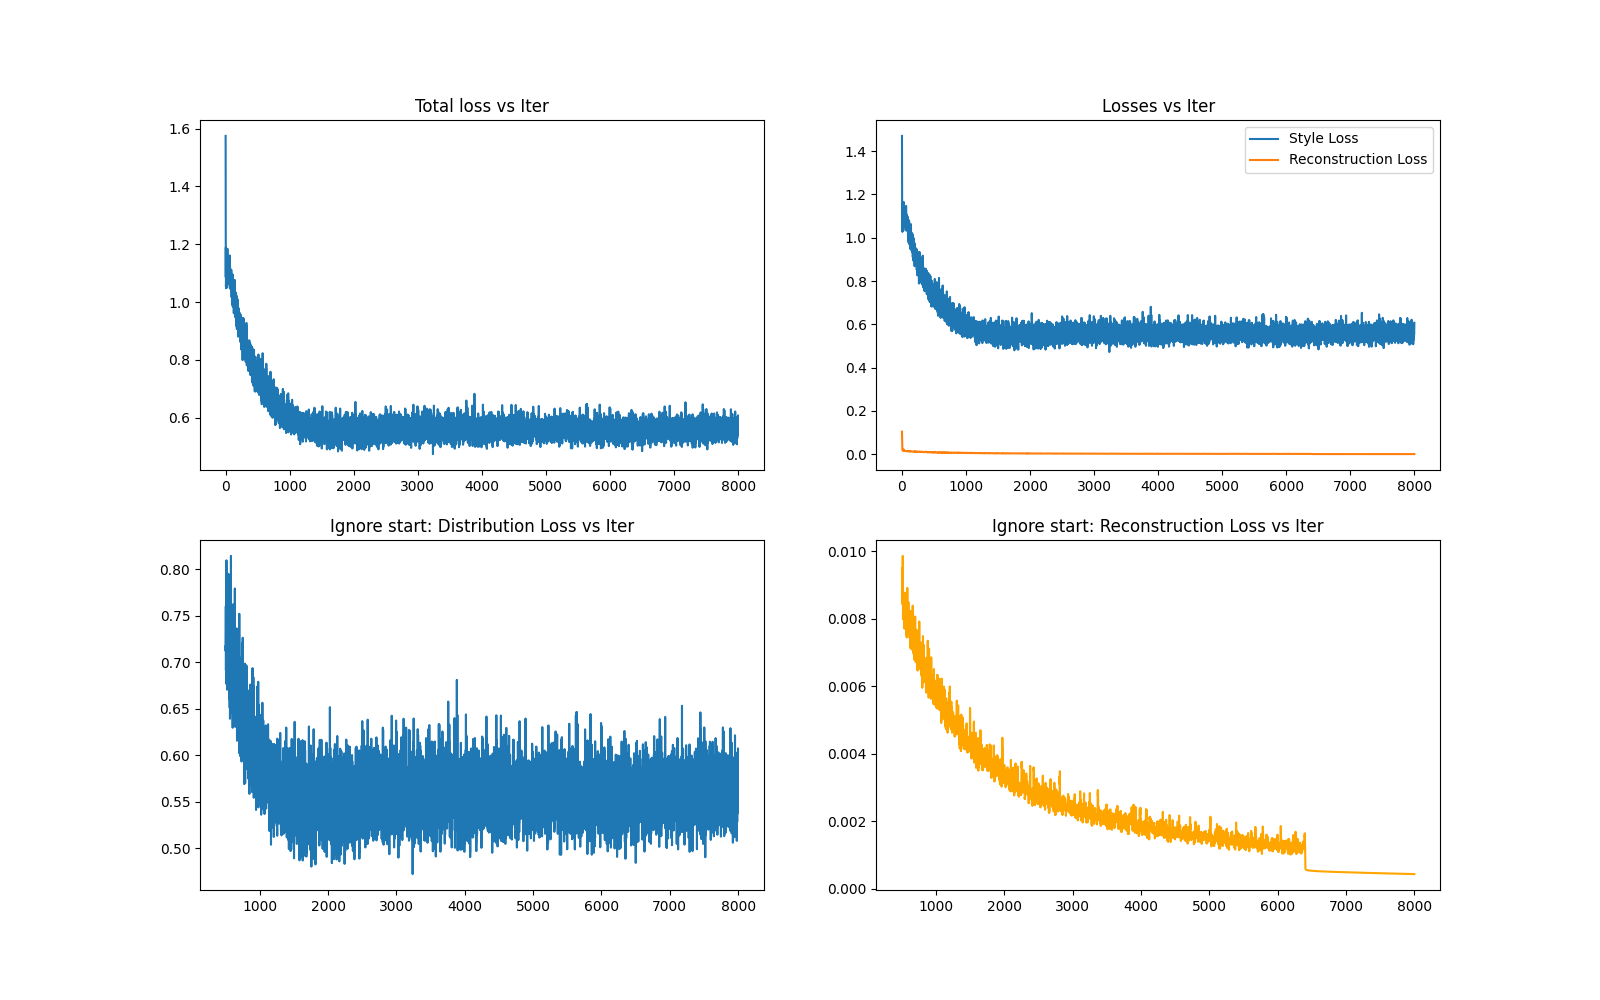 Total loss vs Iter
1.6
1.4
1.2
1.0
0.8
0.6
0 1000 2000 3000 4000 5000 6000 7000 8000
Losses vs Iter
Style Loss
Reconstruction Loss
1.4
1.2
1.0
0.8
0.6
0.4
0.2
0.0
0 1000 2000 3000 4000 5000 6000 7000 8000
Ignore start: Distribution Loss vs Iter
0.80
0.75
0.70
0.65
0.60
0.55
0.50
1000 2000 3000 4000 5000 6000 7000 8000
Ignore start: Reconstruction Loss vs Iter
0.010
0.008
0.006
0.004
0.002
0.000
1000 2000 3000 4000 5000 6000 7000 8000